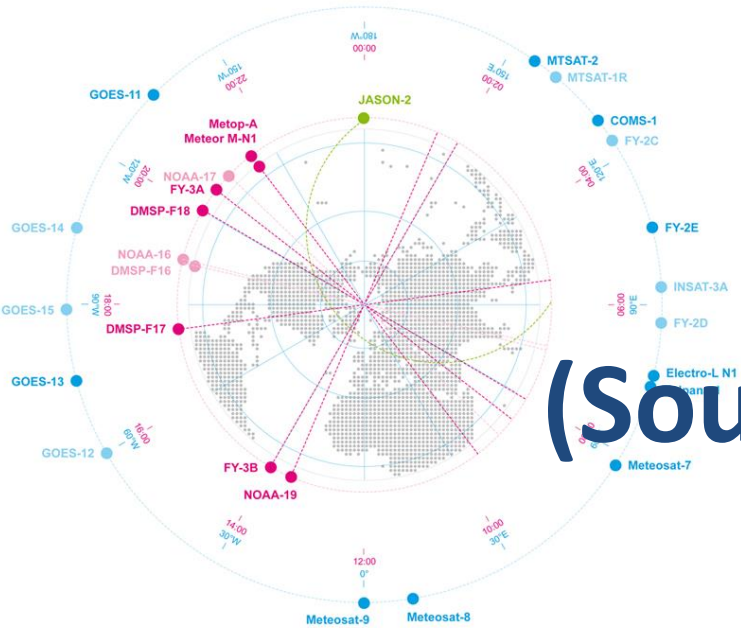 180°W
00:00
150°W
22:00
150°E
02:00
MTSAT-2
MTSAT-1R
GOES-11
JASON-2
COMS-1
FY-2C
Metop-A
Meteor M-N1
120°W
20:00
120°E
04:00
NOAA-17
FY-3A
DMSP-F18
GOES-14
FY-2E
NOAA-16
DMSP-F16
INSAT-3A
GOES-15
90°W
18:00
00:90
90°E
FY-2D
DMSP-F17
GOES-13
Electro-L N1
(Sou
16:00
60°W
GOES-12
Meteosat-7
FY-3B
NOAA-19
14:00
30°W
10:00
30°E
12:00
0°
Meteosat-9
Meteosat-8